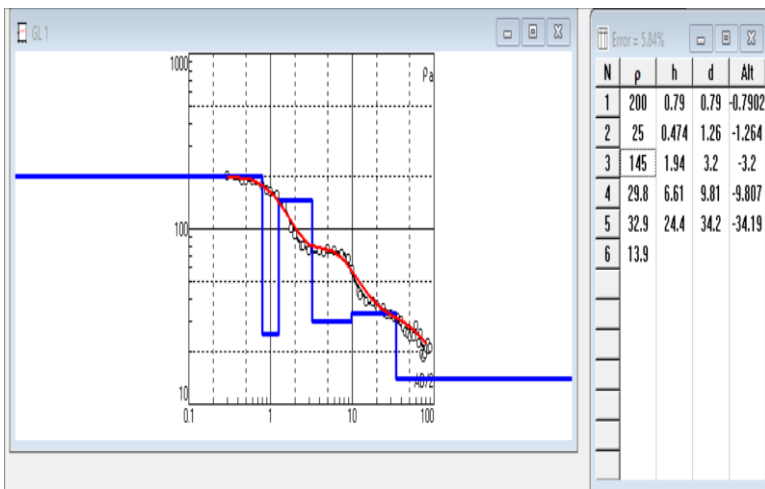 GL 1
1000
ρa
100
10
AB/2
0.1 1 10 100
Error = 5.84%
N ρ h d Alt
1 200 0.79 0.79 -0.7902
2 25 0.474 1.26 -1.264
3 145 1.94 3.2 -3.2
4 29.8 6.61 9.81 -9.807
5 32.9 24.4 34.2 -34.19
6 13.9